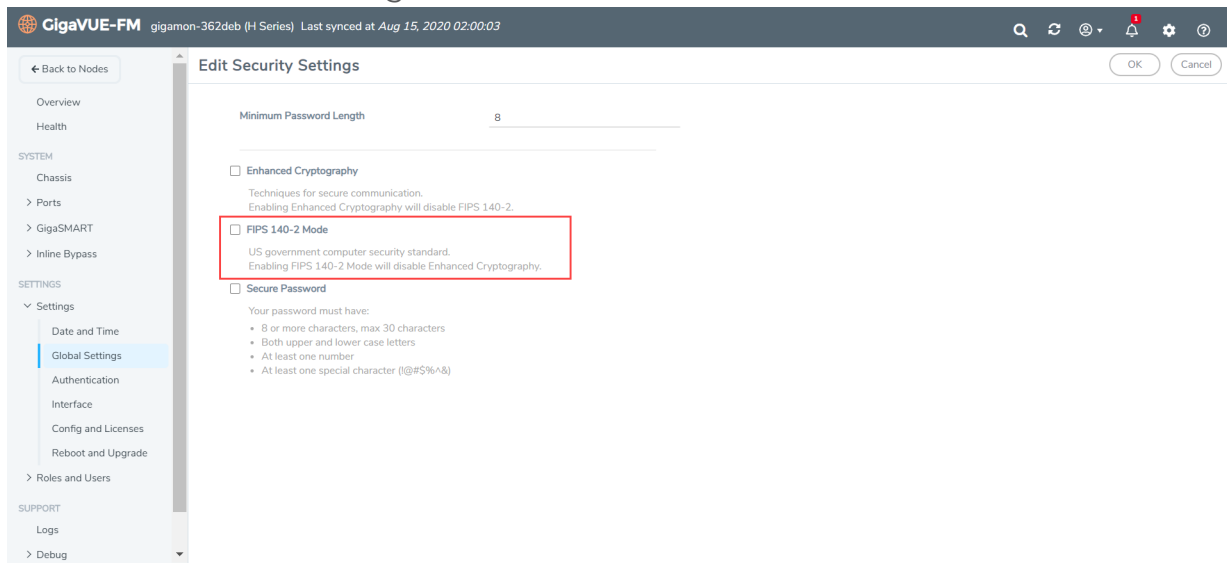 GigaVUE-FM gigamon-362deb (H Series) Last synced at Aug 15, 2020 02:00:03
1
Back to Nodes
Edit Security Settings
OK
Cancel
Overview
Health
SYSTEM
Chassis
Ports
GigaSMART
Inline Bypass
SETTINGS
Settings
Date and Time
Global Settings
Authentication
Interface
Config and Licenses
Reboot and Upgrade
Roles and Users
SUPPORT
Logs
Debug
Minimum Password Length
8
Enhanced Cryptography
Techniques for secure communication.
Enabling Enhanced Cryptography will disable FIPS 140-2.
FIPS 140-2 Mode
US government computer security standard.
Enabling FIPS 140-2 Mode will disable Enhanced Cryptography.
Secure Password
Your password must have:
• 8 or more characters, max 30 characters
• Both upper and lower case letters
• At least one number
• At least one special character (!@#$%^&)